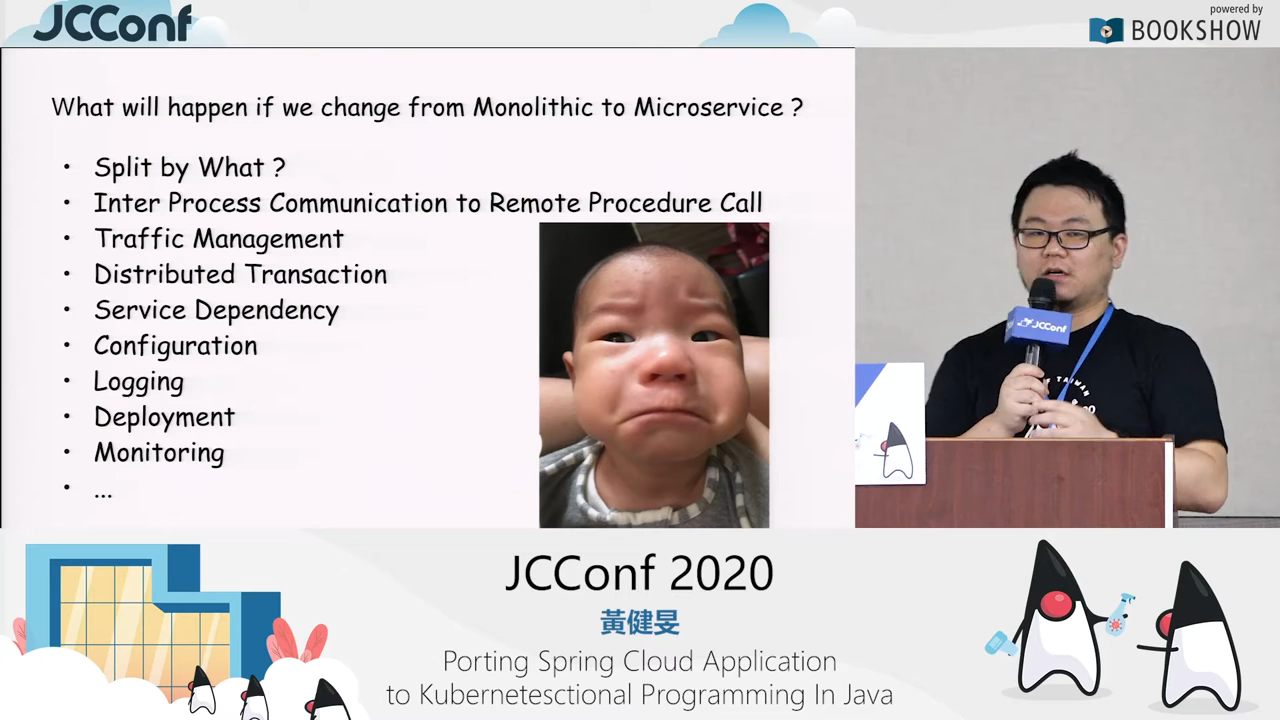 JCConf
powered by
BOOKSHOW
What will happen if we change from Monolithic to Microservice ?
• Split by What ?
• Inter Process Communication to Remote Procedure Call
• Traffic Management
• Distributed Transaction
• Service Dependency
• Configuration
• Logging
• Deployment
• Monitoring
• ...
JCConf
TAIWAN
JCConf 2020
黃健旻
Porting Spring Cloud Application
to Kubernetesctional Programming In Java